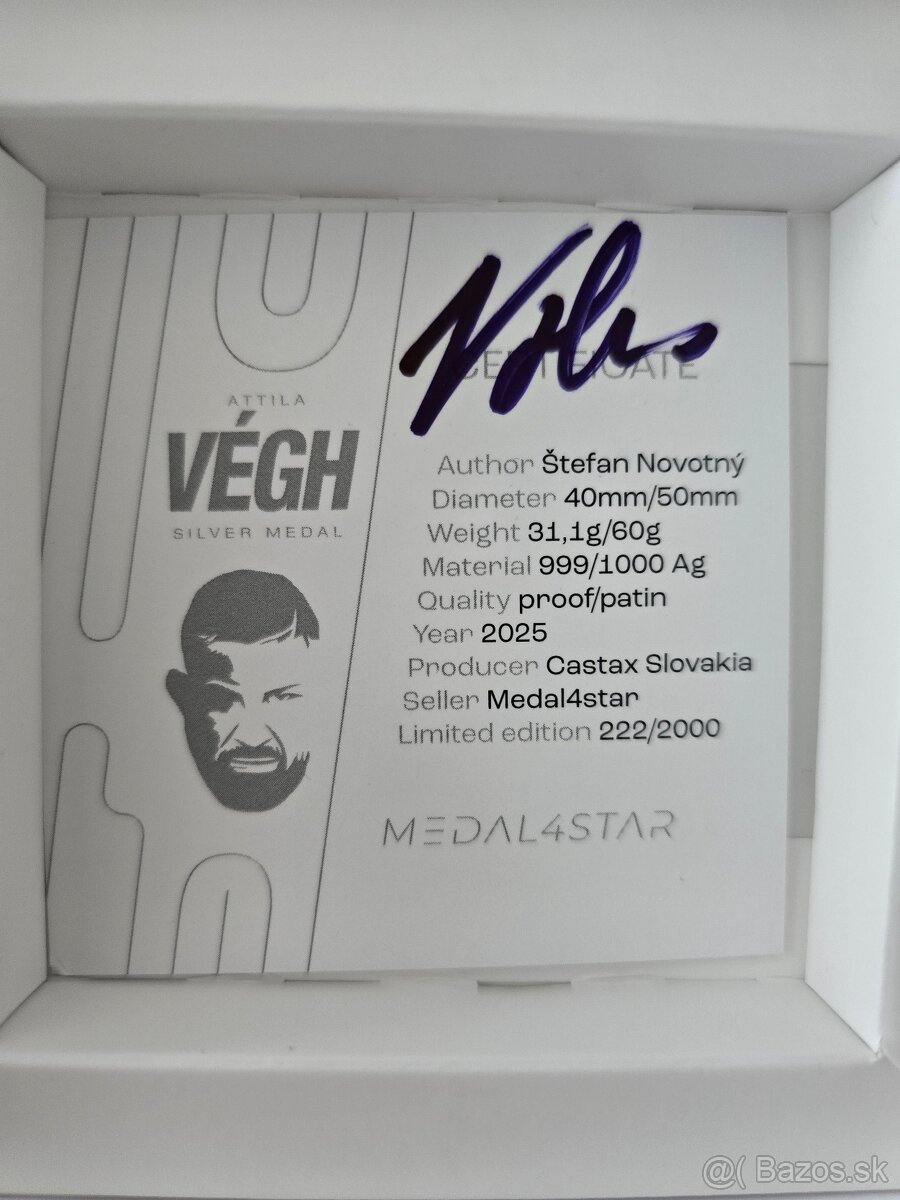 ATTILA
VÉGH
SILVER MEDAL
CERTIFICATE
Author Štefan Novotný
Diameter 40mm/50mm
Weight 31,1g/60g
Material 999/1000 Ag
Quality proof/patin
Year 2025
Producer Castax Slovakia
Seller Medal4star
Limited edition 222/2000
MEDAL4STAR
@( Bazos.sk